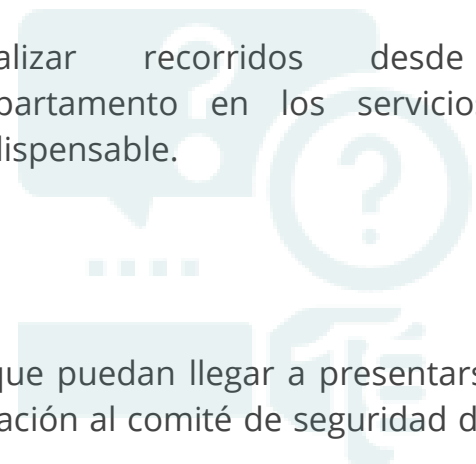 alizar recorridos desde
partamento en los servicio
dispensable.
que puedan llegar a presentars
ación al comité de seguridad d